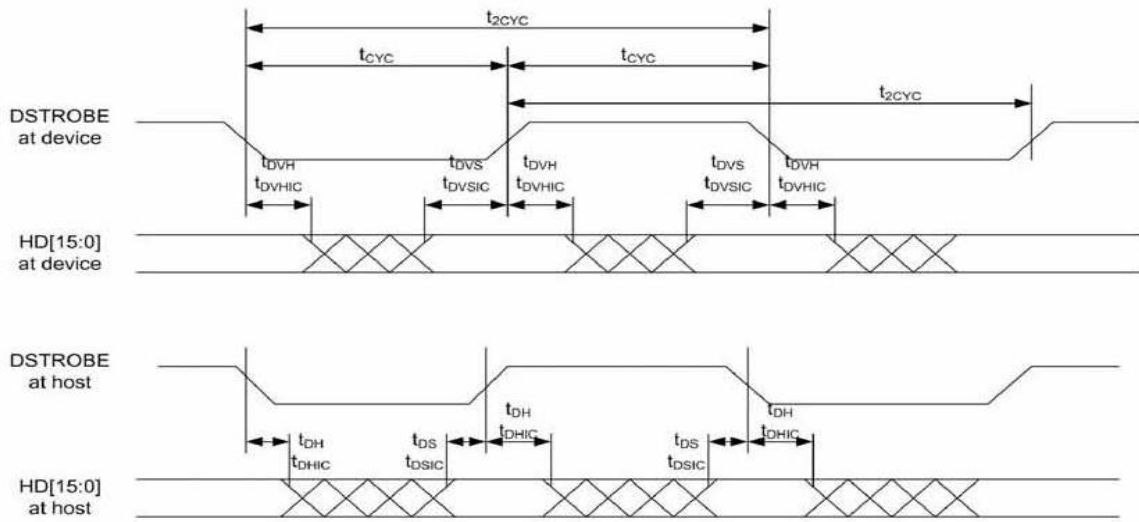 t2CYC
tCYC tCYC
t2CYC
DSTROBE
at device
tDVH tDVS tDVH tDVS tDVH
tDVHIC tDVSIC tDVHIC tDVSIC tDVHIC
HD[15:0]
at device
DSTROBE
at host
tDH tDH
tDH tDS tDHIC tDS tDHIC
tDHIC tDSIC tDSIC
HD[15:0]
at host